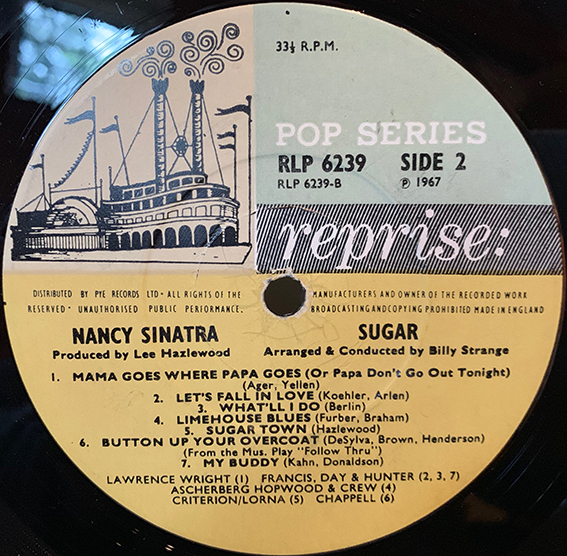 33⅓ R.P.M.
POP SERIES
RLP 6239 SIDE 2
RLP 6239-B ℗ 1967
reprise:
DISTRIBUTED BY PYE RECORDS LTD · ALL RIGHTS OF THE MANUFACTURERS AND OWNER OF THE RECORDED WORK
RESERVED · UNAUTHORISED PUBLIC PERFORMANCE, BROADCASTING AND COPYING PROHIBITED MADE IN ENGLAND
NANCY SINATRA SUGAR
Produced by Lee Hazlewood Arranged & Conducted by Billy Strange
1. MAMA GOES WHERE PAPA GOES (Or Papa Don't Go Out Tonight)
(Ager, Yellen)
2. LET'S FALL IN LOVE (Koehler, Arlen)
3. WHAT'LL I DO (Berlin)
4. LIMEHOUSE BLUES (Furber, Braham)
5. SUGAR TOWN (Hazlewood)
6. BUTTON UP YOUR OVERCOAT (DeSylva, Brown, Henderson)
(From the Mus. Play "Follow Thru")
7. MY BUDDY (Kahn, Donaldson)
LAWRENCE WRIGHT (1) FRANCIS, DAY & HUNTER (2, 3, 7)
ASCHERBERG HOPWOOD & CREW (4)
CRITERION/LORNA (5) CHAPPELL (6)